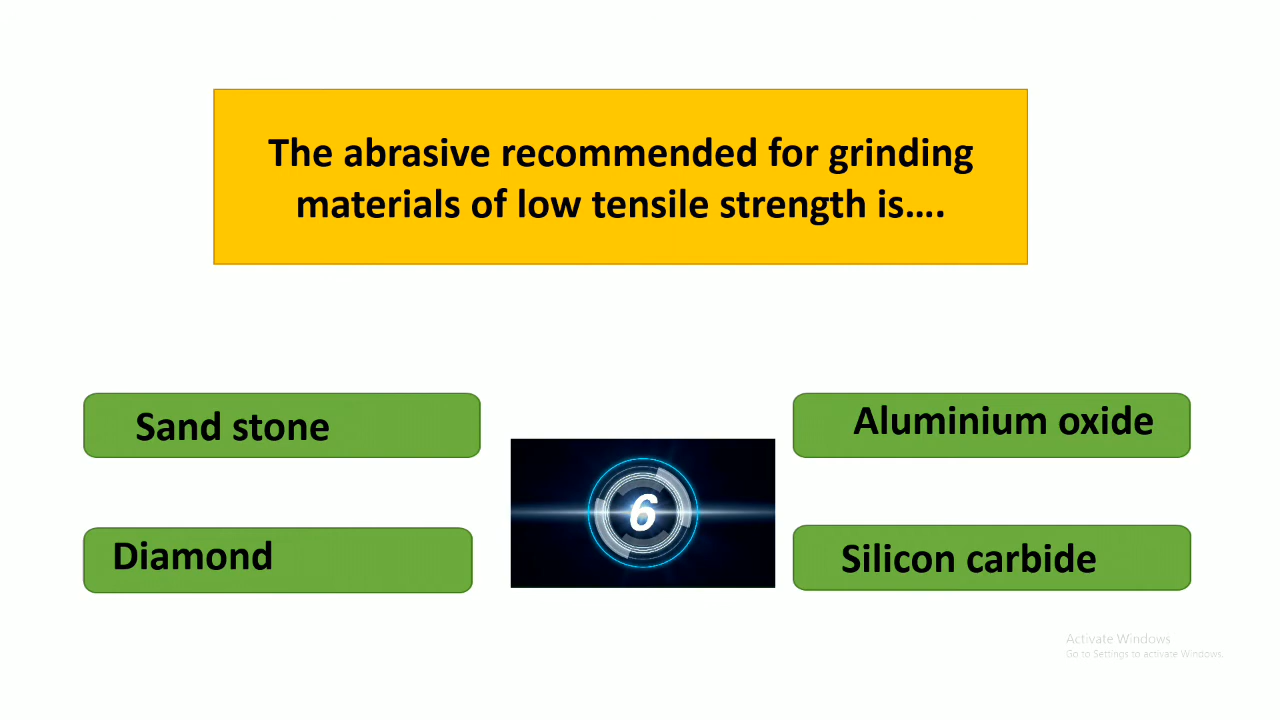 The abrasive recommended for grinding
materials of low tensile strength is....
Sand stone
Aluminium oxide
6
Diamond
Silicon carbide
Activate Windows
Go to Settings to activate Windows.